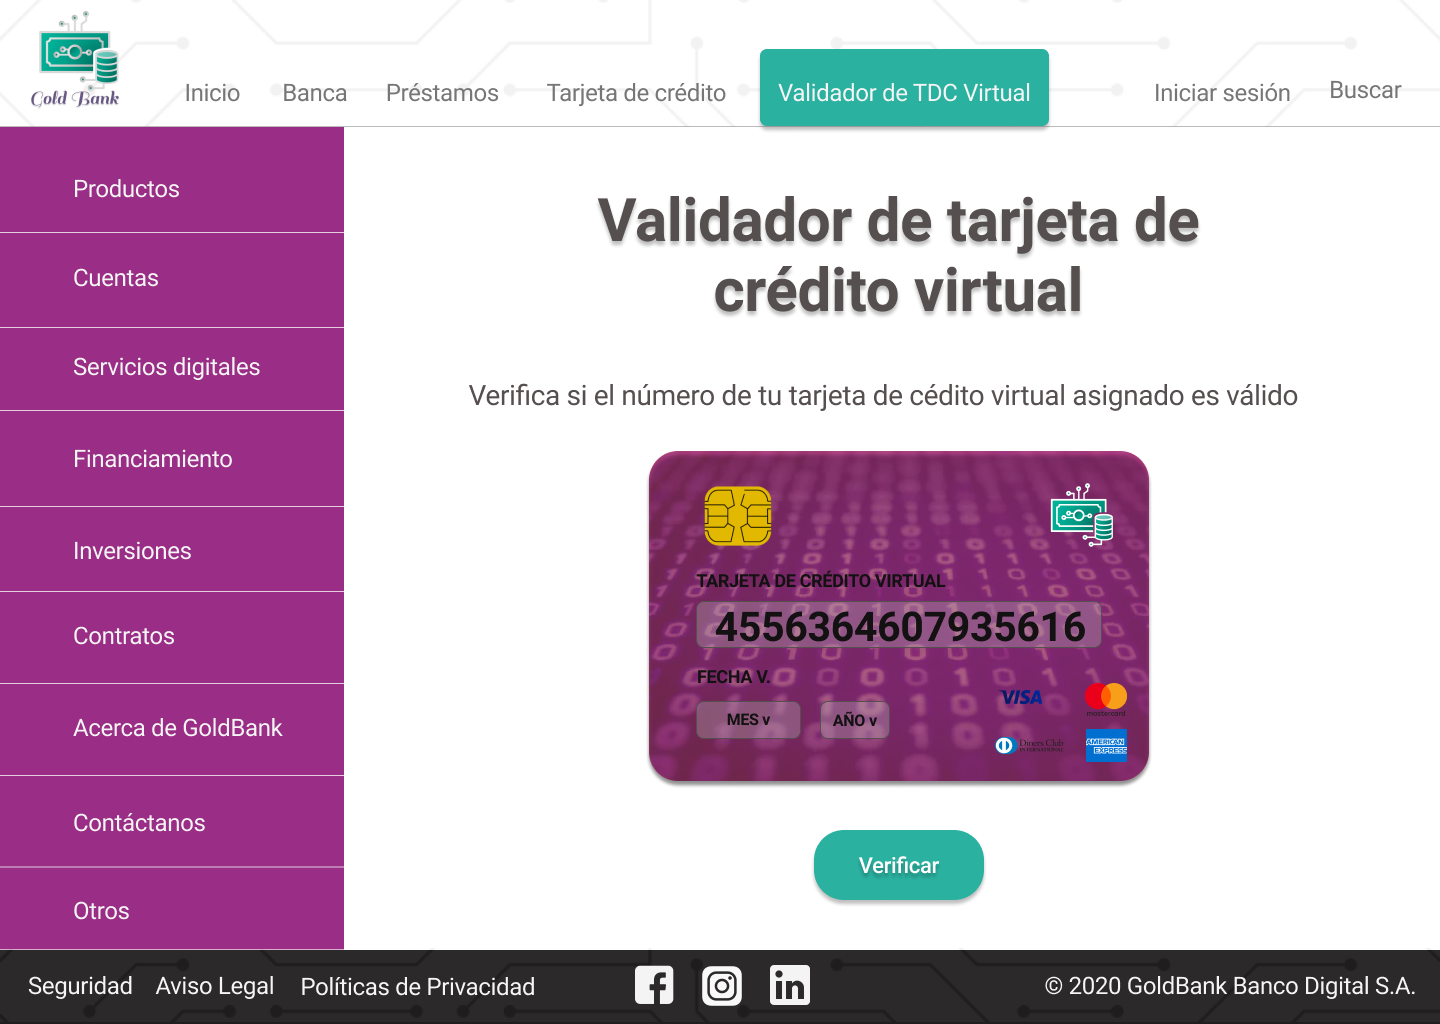 Gold Bank
Inicio Banca Préstamos Tarjeta de crédito Validador de TDC Virtual Iniciar sesión Buscar
Productos
Cuentas
Servicios digitales
Financiamiento
Inversiones
Contratos
Acerca de GoldBank
Contáctanos
Otros
Validador de tarjeta de
crédito virtual
Verifica si el número de tu tarjeta de cédito virtual asignado es válido
TARJETA DE CRÉDITO VIRTUAL
4556364607935616
FECHA V.
MES v AÑO v
VISA
mastercard
Diners Club
INTERNATIONAL
AMERICAN
EXPRESS
Verificar
Seguridad Aviso Legal Políticas de Privacidad
© 2020 GoldBank Banco Digital S.A.